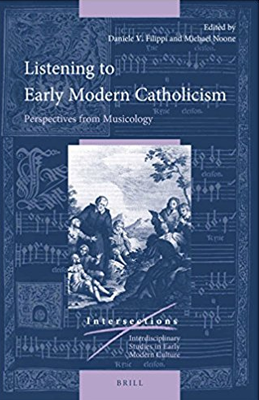 Edited by
Daniele V. Filippi and Michael Noone
Listening to
Early Modern Catholicism
Perspectives from Musicology
Intersections
Interdisciplinary
Studies in Early
Modern Culture
BRILL